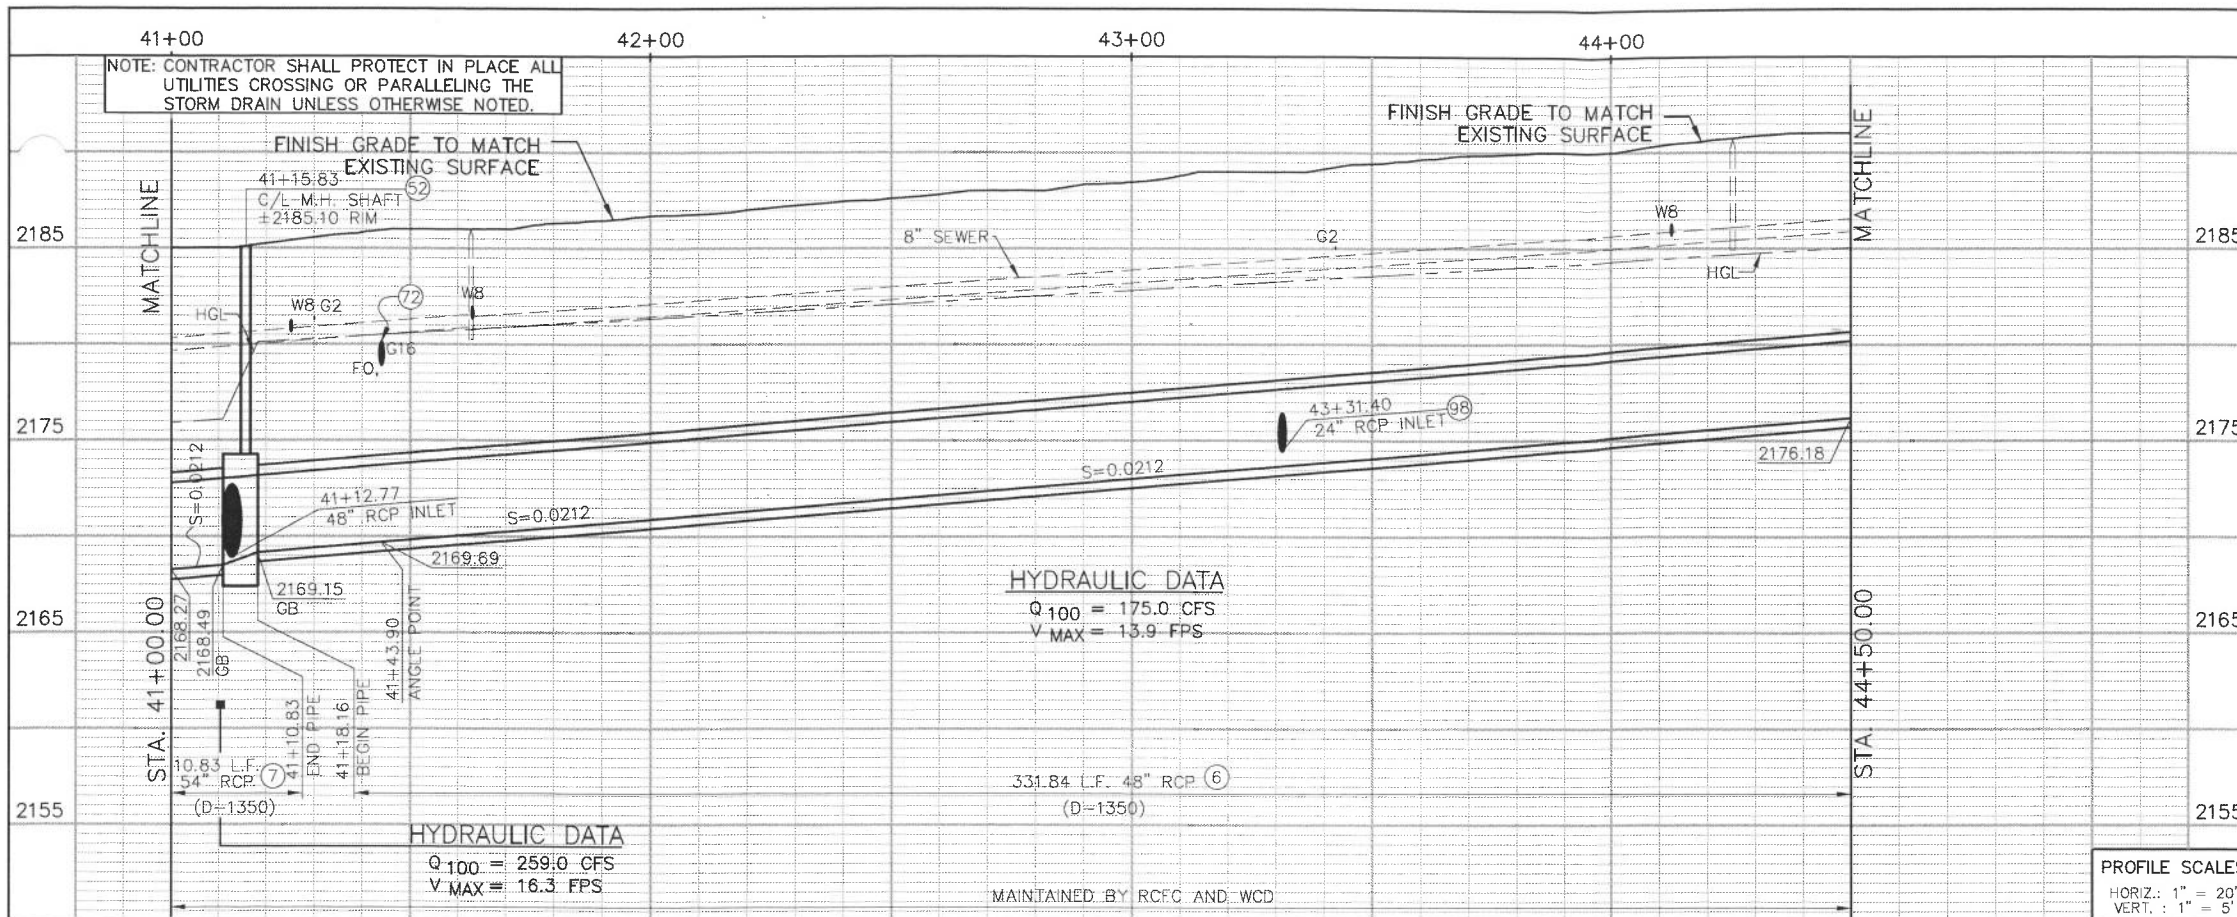 41+00
42+00
43+00
44+00
NOTE: CONTRACTOR SHALL PROTECT IN PLACE ALL
UTILITIES CROSSING OR PARALLELING THE
STORM DRAIN UNLESS OTHERWISE NOTED.
FINISH GRADE TO MATCH
EXISTING SURFACE
FINISH GRADE TO MATCH
EXISTING SURFACE
41+15.83
C/L M.H. SHAFT
±2185.10 RIM
52
MATCHLINE
MATCHLINE
2185
2185
8" SEWER
G2
W8
HGL
HGL
W8 G2
72
W8
G16
FO
2175
2175
S=0.0212
41+12.77
48" RCP INLET
S=0.0212
S=0.0212
43+31.40
24" RCP INLET
98
2176.18
2169.69
2169.15
GB
2168.27
2168.49
GB
41+43.90
ANGLE POINT
HYDRAULIC DATA
Q 100 = 175.0 CFS
V MAX = 13.9 FPS
2165
2165
STA. 41+00.00
STA. 44+50.00
41+10.83
END PIPE
41+18.16
BEGIN PIPE
10.83 L.F.
54" RCP 7
(D-1350)
331.84 L.F. 48" RCP 6
(D-1350)
2155
2155
HYDRAULIC DATA
Q 100 = 259.0 CFS
V MAX = 16.3 FPS
MAINTAINED BY RCFC AND WCD
PROFILE SCALES
HORIZ.: 1" = 20'
VERT. : 1" = 5'